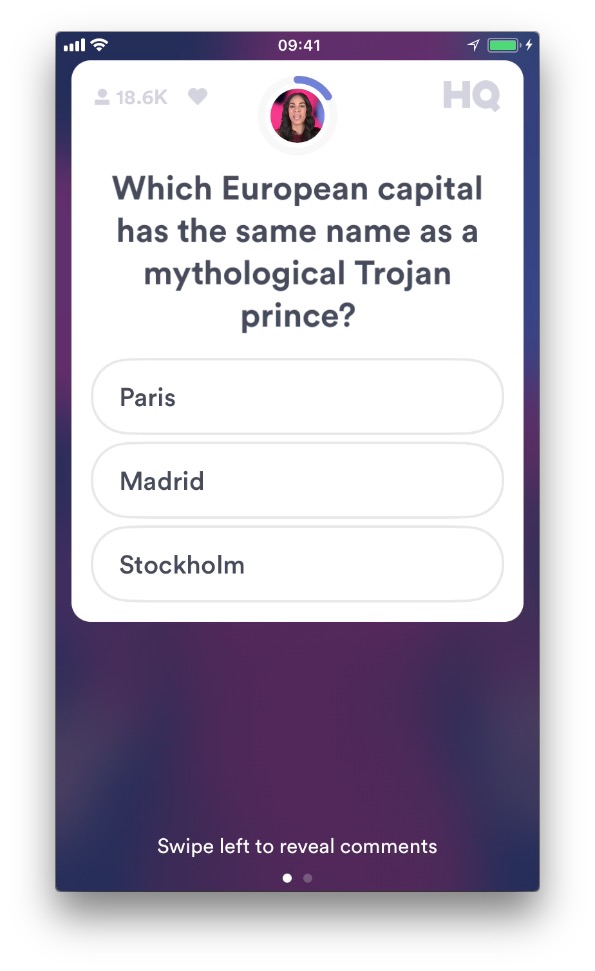 09:41
18.6K
HQ
Which European capital
has the same name as a
mythological Trojan
prince?
Paris
Madrid
Stockholm
Swipe left to reveal comments